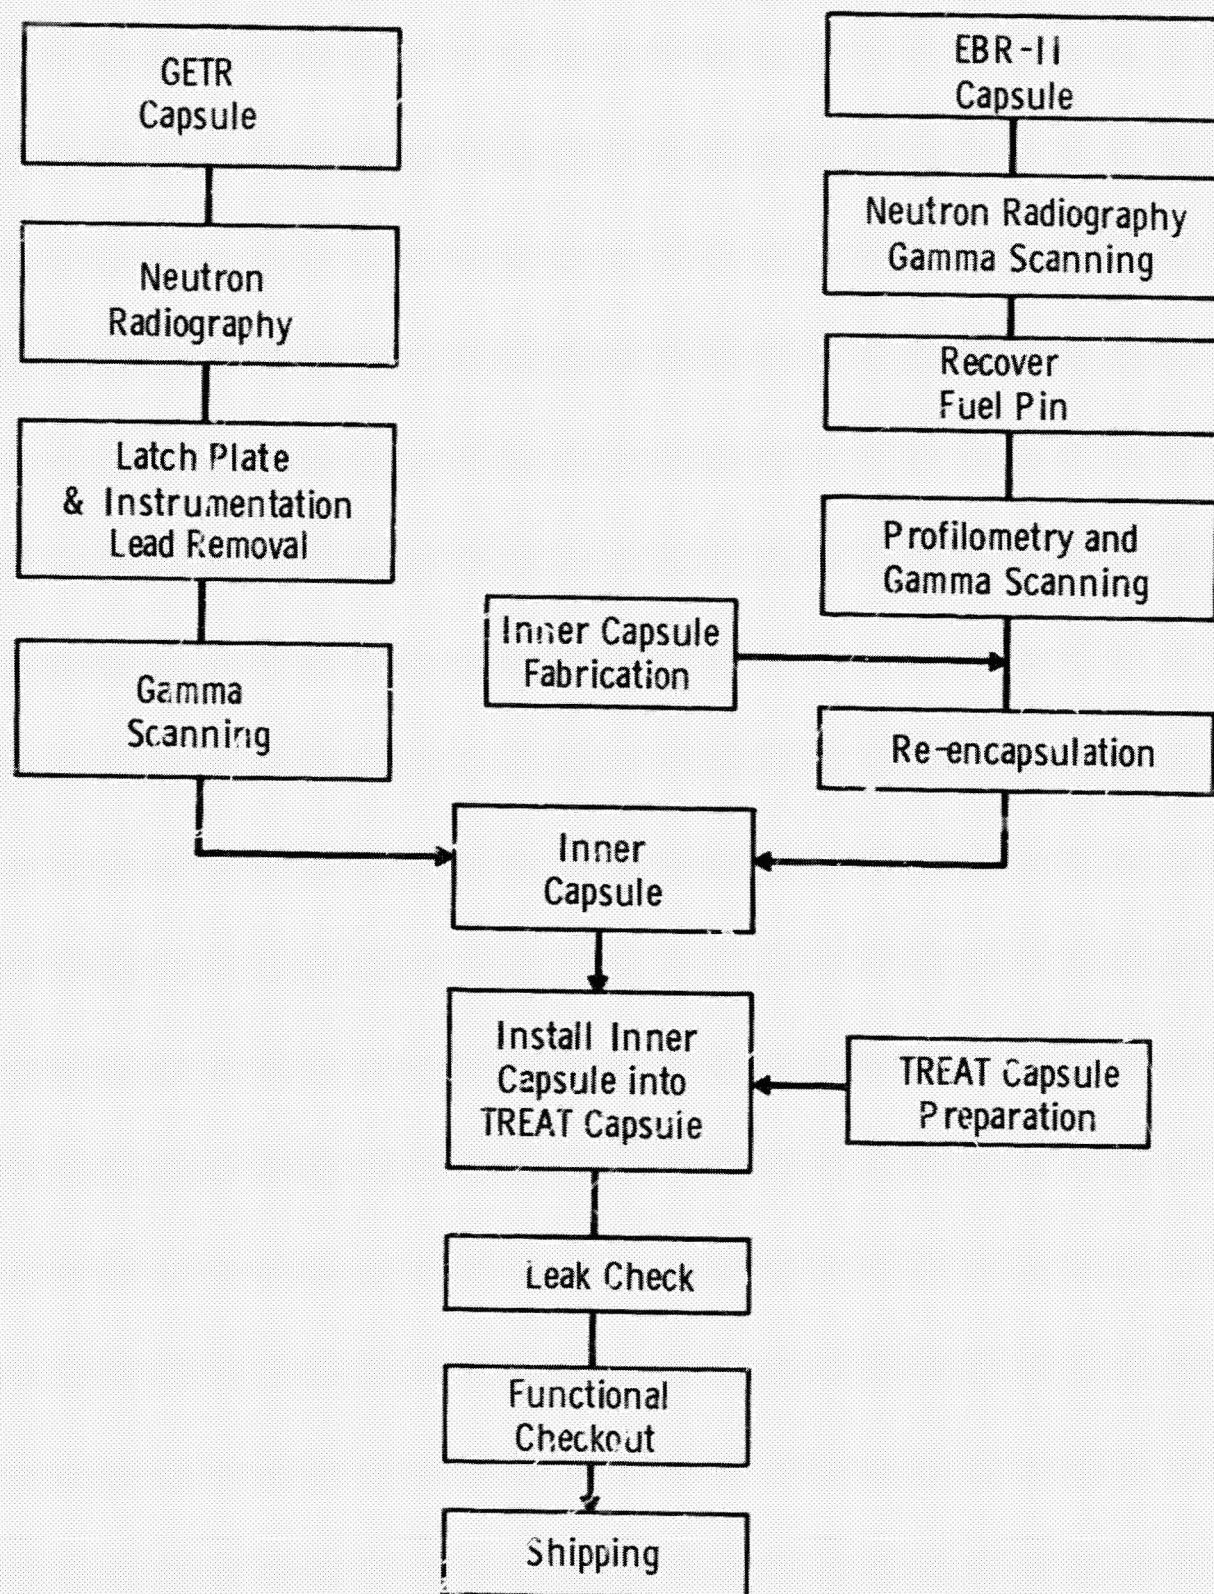 GETR
Capsule
Neutron
Radiography
Latch Plate
& Instrumentation
Lead Removal
Gamma
Scanning
EBR-II
Capsule
Neutron Radiography
Gamma Scanning
Recover
Fuel Pin
Profilometry and
Gamma Scanning
Inner Capsule
Fabrication
Re-encapsulation
Inner
Capsule
Install Inner
Capsule into
TREAT Capsule
TREAT Capsule
Preparation
Leak Check
Functional
Checkout
Shipping